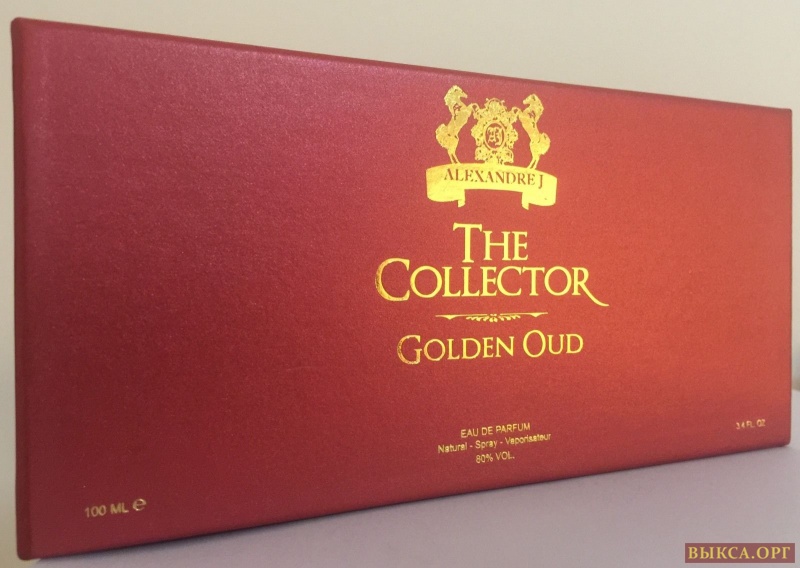 ALEXANDRE J
THE
COLLECTOR
GOLDEN OUD
EAU DE PARFUM
Natural - Spray - Vaporisateur
80% VOL.
3.4 FL. OZ
100 ML ℮
ВЫКСА.ОРГ